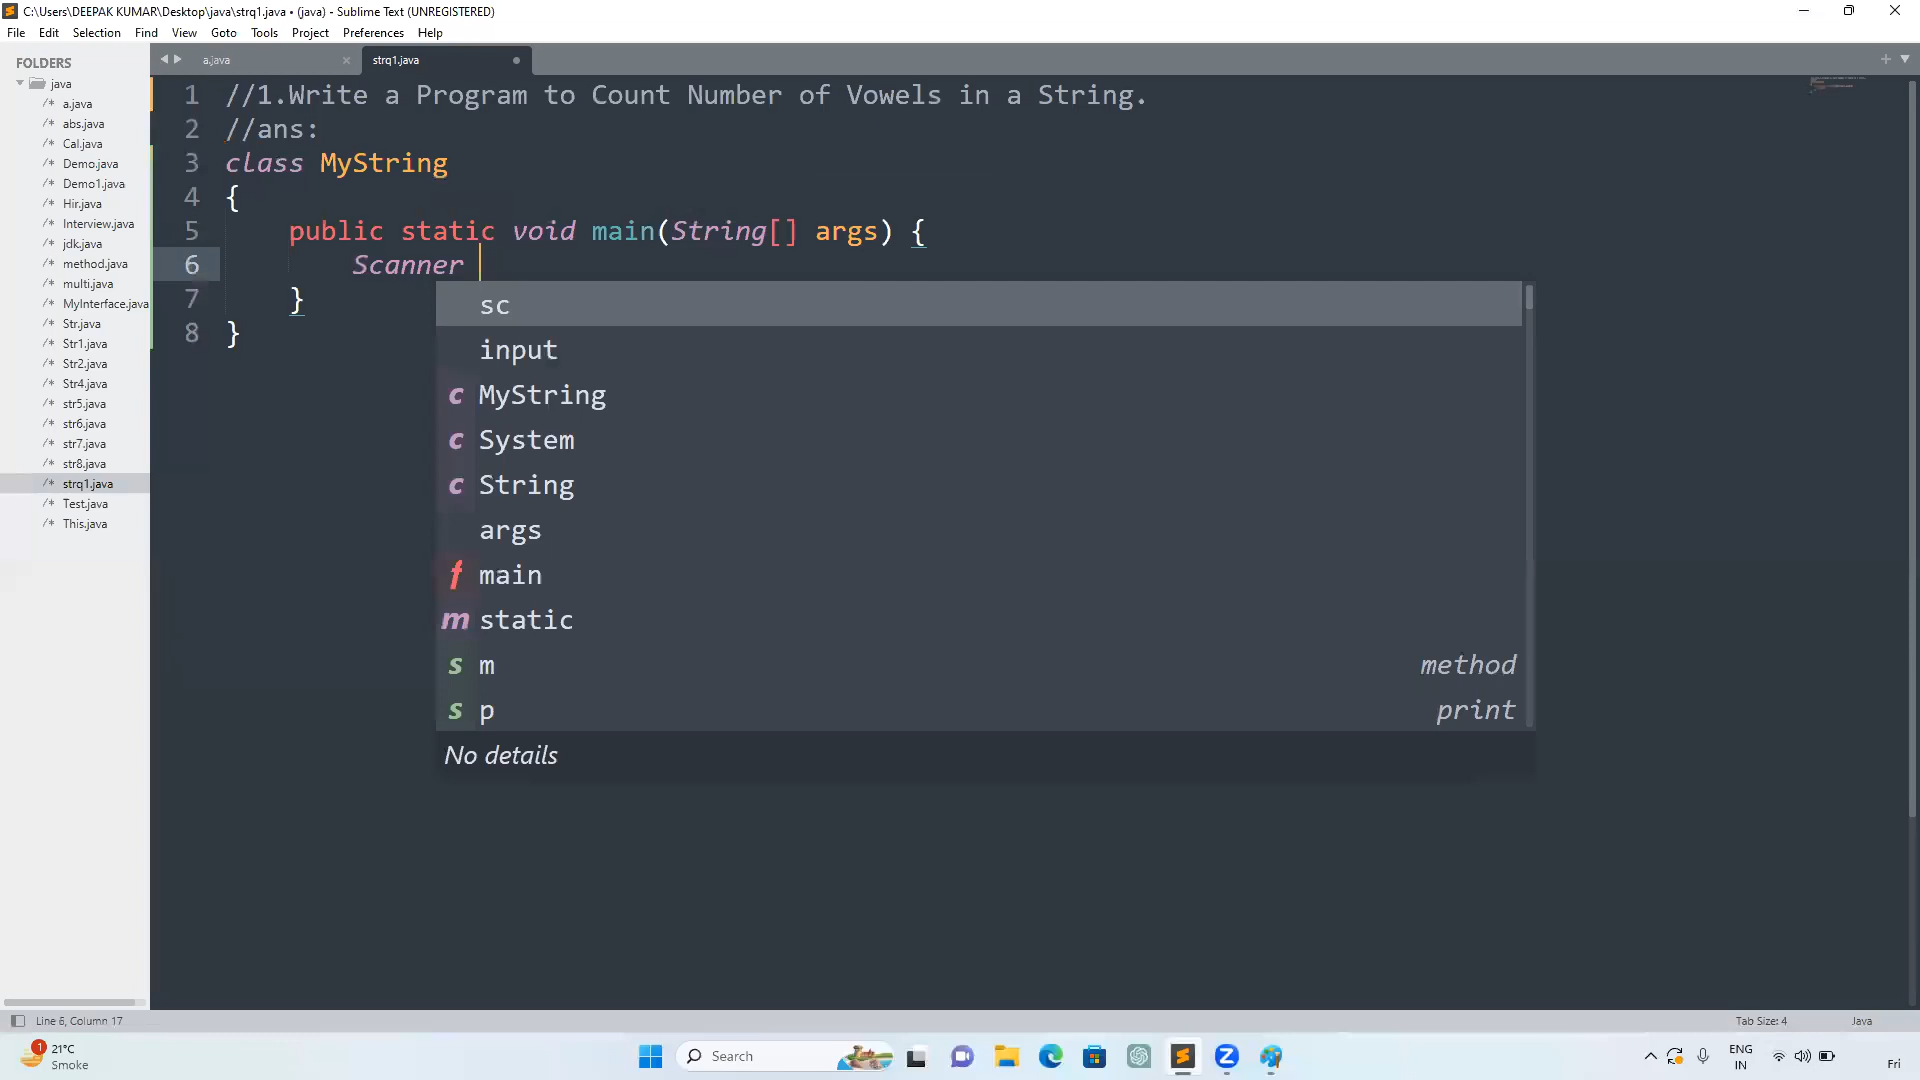 C:\Users\DEEPAK KUMAR\Desktop\java\strq1.java • (java) - Sublime Text (UNREGISTERED)
File Edit Selection Find View Goto Tools Project Preferences Help
FOLDERS
java
a.java
abs.java
Cal.java
Demo.java
Demo1.java
Hir.java
Interview.java
jdk.java
method.java
multi.java
MyInterface.java
Str.java
Str1.java
Str2.java
Str4.java
str5.java
str6.java
str7.java
str8.java
strq1.java
Test.java
This.java
a.java strq1.java
1 //1.Write a Program to Count Number of Vowels in a String.
2 //ans:
3 class MyString
4 {
5 public static void main(String[] args) {
6 Scanner
7 }
8 }
sc
input
c MyString
c System
c String
args
f main
m static
s m method
s p print
No details
Line 6, Column 17 Tab Size: 4 Java
1 21°C
Smoke
Search
ENG
IN
Fri